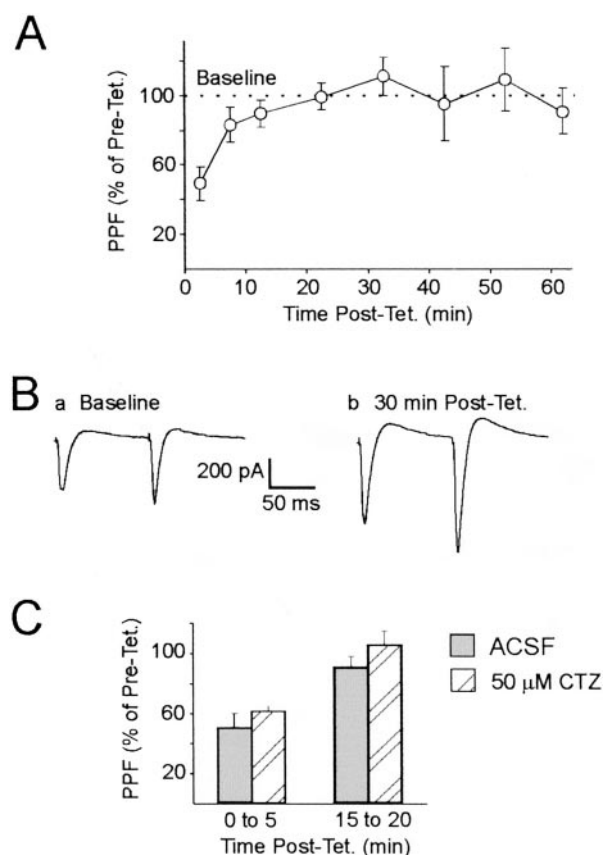 A
PPF (% of Pre-Tet.)
Baseline
100
60
20
0 10 20 30 40 50 60
Time Post-Tet. (min)
B
a Baseline
b 30 min Post-Tet.
200 pA
50 ms
C
PPF (% of Pre-Tet.)
100
60
20
0 to 5 15 to 20
Time Post-Tet. (min)
ACSF
50 μM CTZ